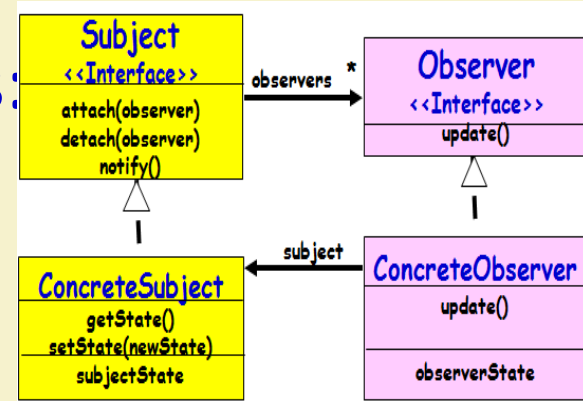 Subject
<<Interface>>
attach(observer)
detach(observer)
notify()
observers
*
Observer
<<Interface>>
update()
ConcreteSubject
getState()
setState(newState)
subjectState
subject
ConcreteObserver
update()
observerState